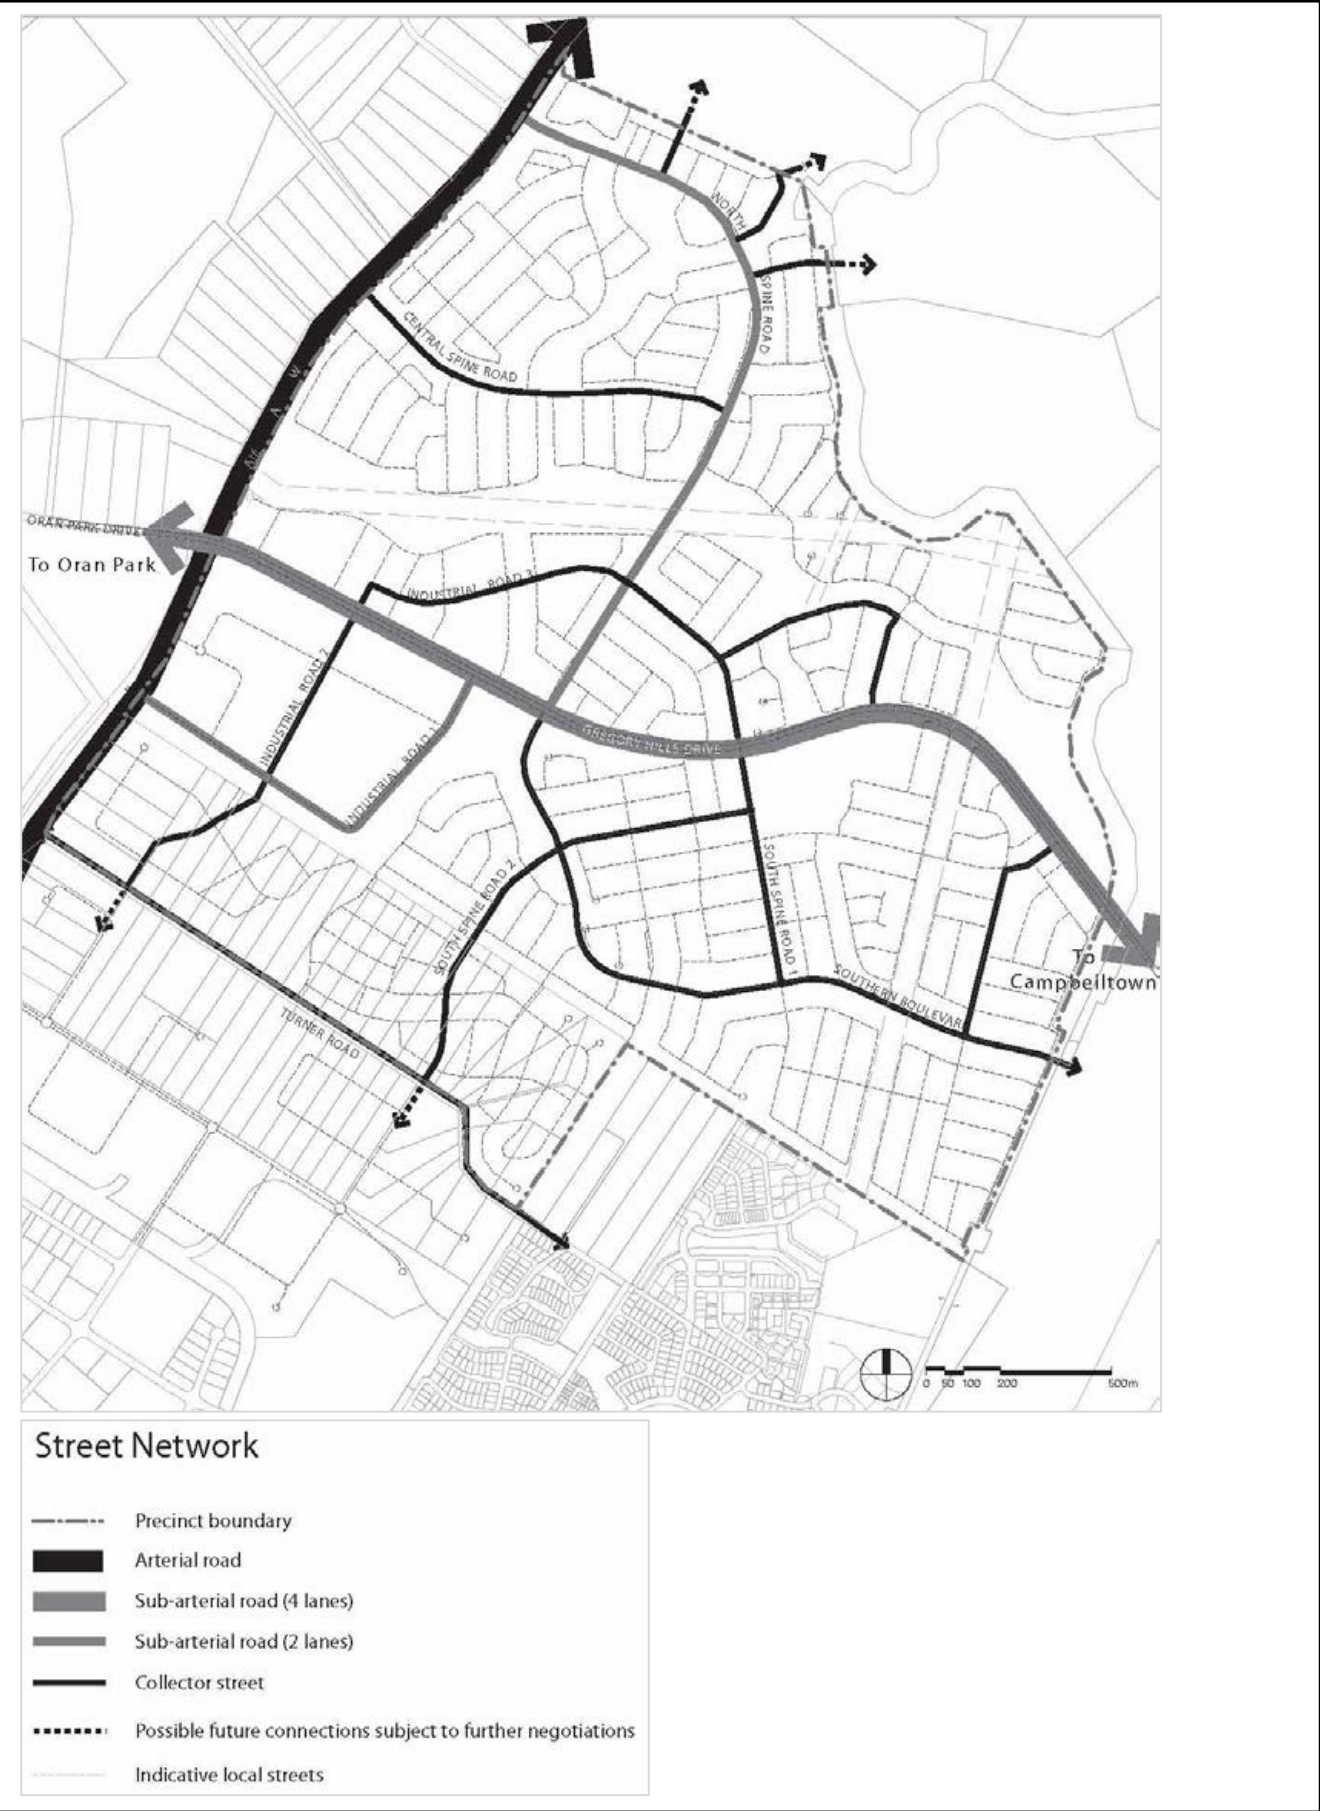 NORTH
SPINE ROAD
CENTRAL SPINE ROAD
ORAN PARK DRIVE
To Oran Park
INDUSTRIAL ROAD 3
INDUSTRIAL ROAD 2
INDUSTRIAL ROAD 1
GREGORY HILLS DRIVE
SOUTH SPINE ROAD 2
SOUTH SPINE ROAD 1
SOUTHERN BOULEVAR
To
Campbelltown
TURNER ROAD
0 50 100 200 500m
Street Network
Precinct boundary
Arterial road
Sub-arterial road (4 lanes)
Sub-arterial road (2 lanes)
Collector street
Possible future connections subject to further negotiations
Indicative local streets